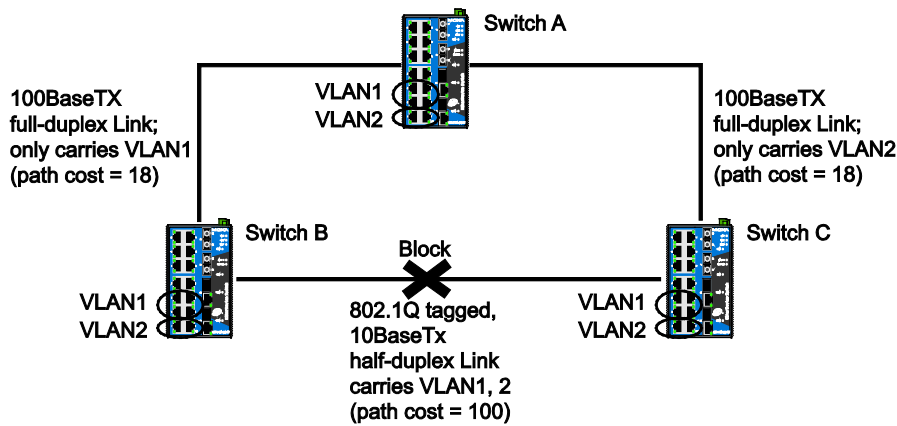 Switch A
VLAN1
VLAN2
100BaseTX
full-duplex Link;
only carries VLAN1
(path cost = 18)
100BaseTX
full-duplex Link;
only carries VLAN2
(path cost = 18)
Switch B
VLAN1
VLAN2
Block
802.1Q tagged,
10BaseTx
half-duplex Link
carries VLAN1, 2
(path cost = 100)
Switch C
VLAN1
VLAN2